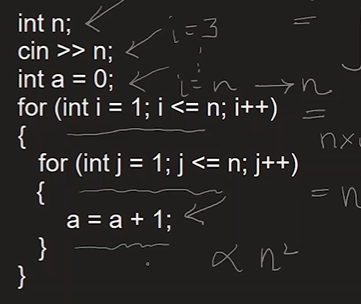 int n;
cin >> n;
i=3
=
int a = 0;
i=n → n
for (int i = 1; i <= n; i++)
=
{
n×
for (int j = 1; j <= n; j++)
{
= n
a = a + 1;
}
∝ n²
}